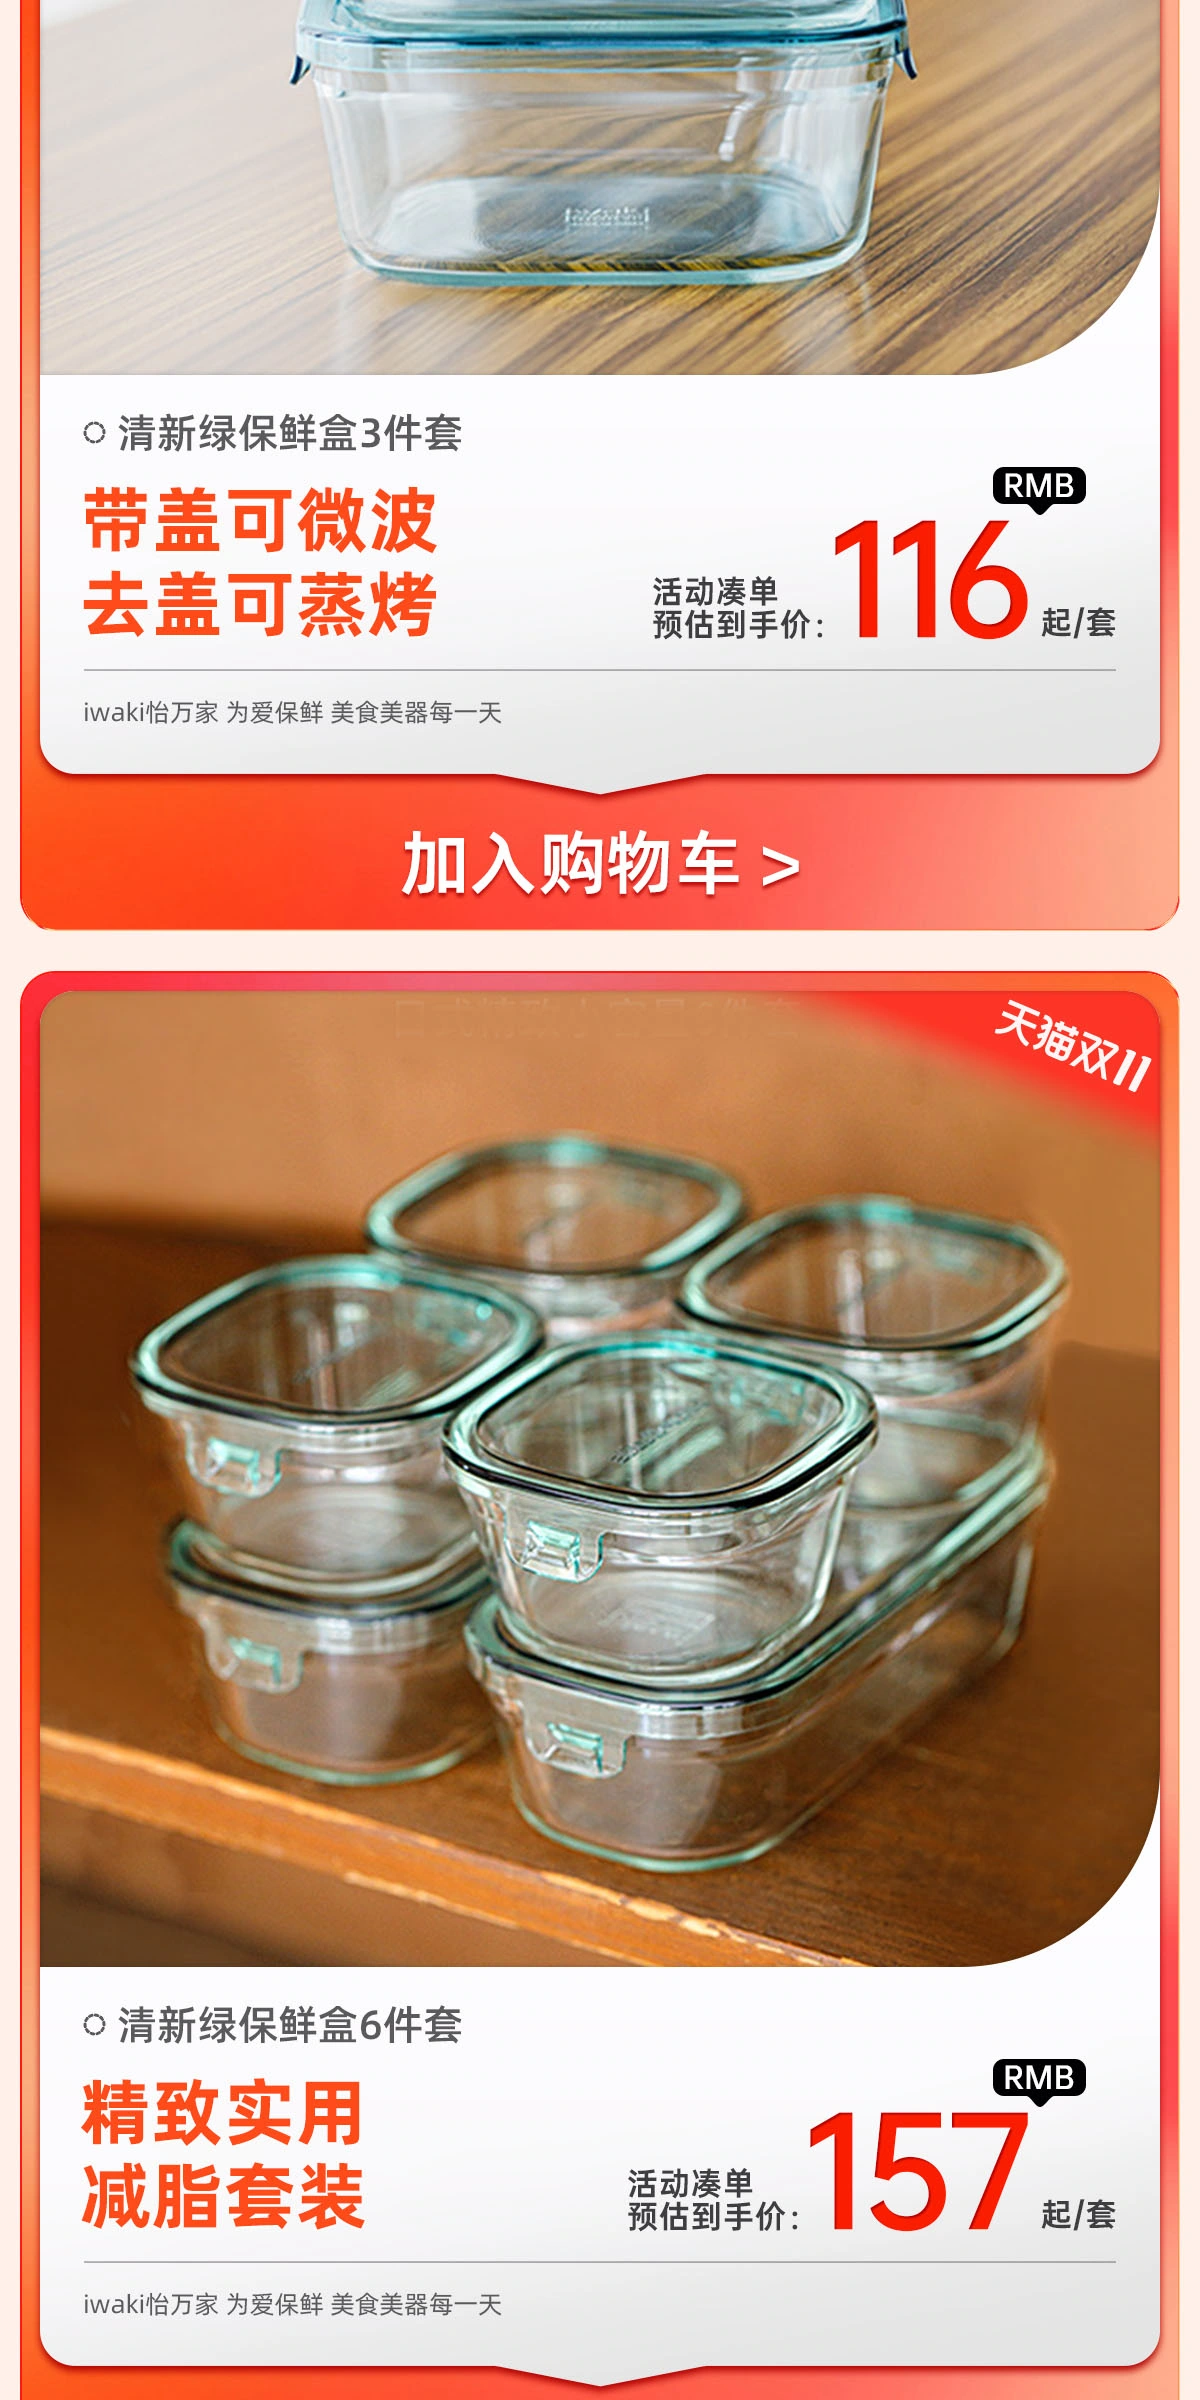 清新绿保鲜盒3件套
带盖可微波
去盖可蒸烤
RMB
活动凑单
预估到手价：
116
起/套
iwaki怡万家 为爱保鲜 美食美器每一天
加入购物车 >
天猫双11
清新绿保鲜盒6件套
精致实用
减脂套装
RMB
活动凑单
预估到手价：
157
起/套
iwaki怡万家 为爱保鲜 美食美器每一天